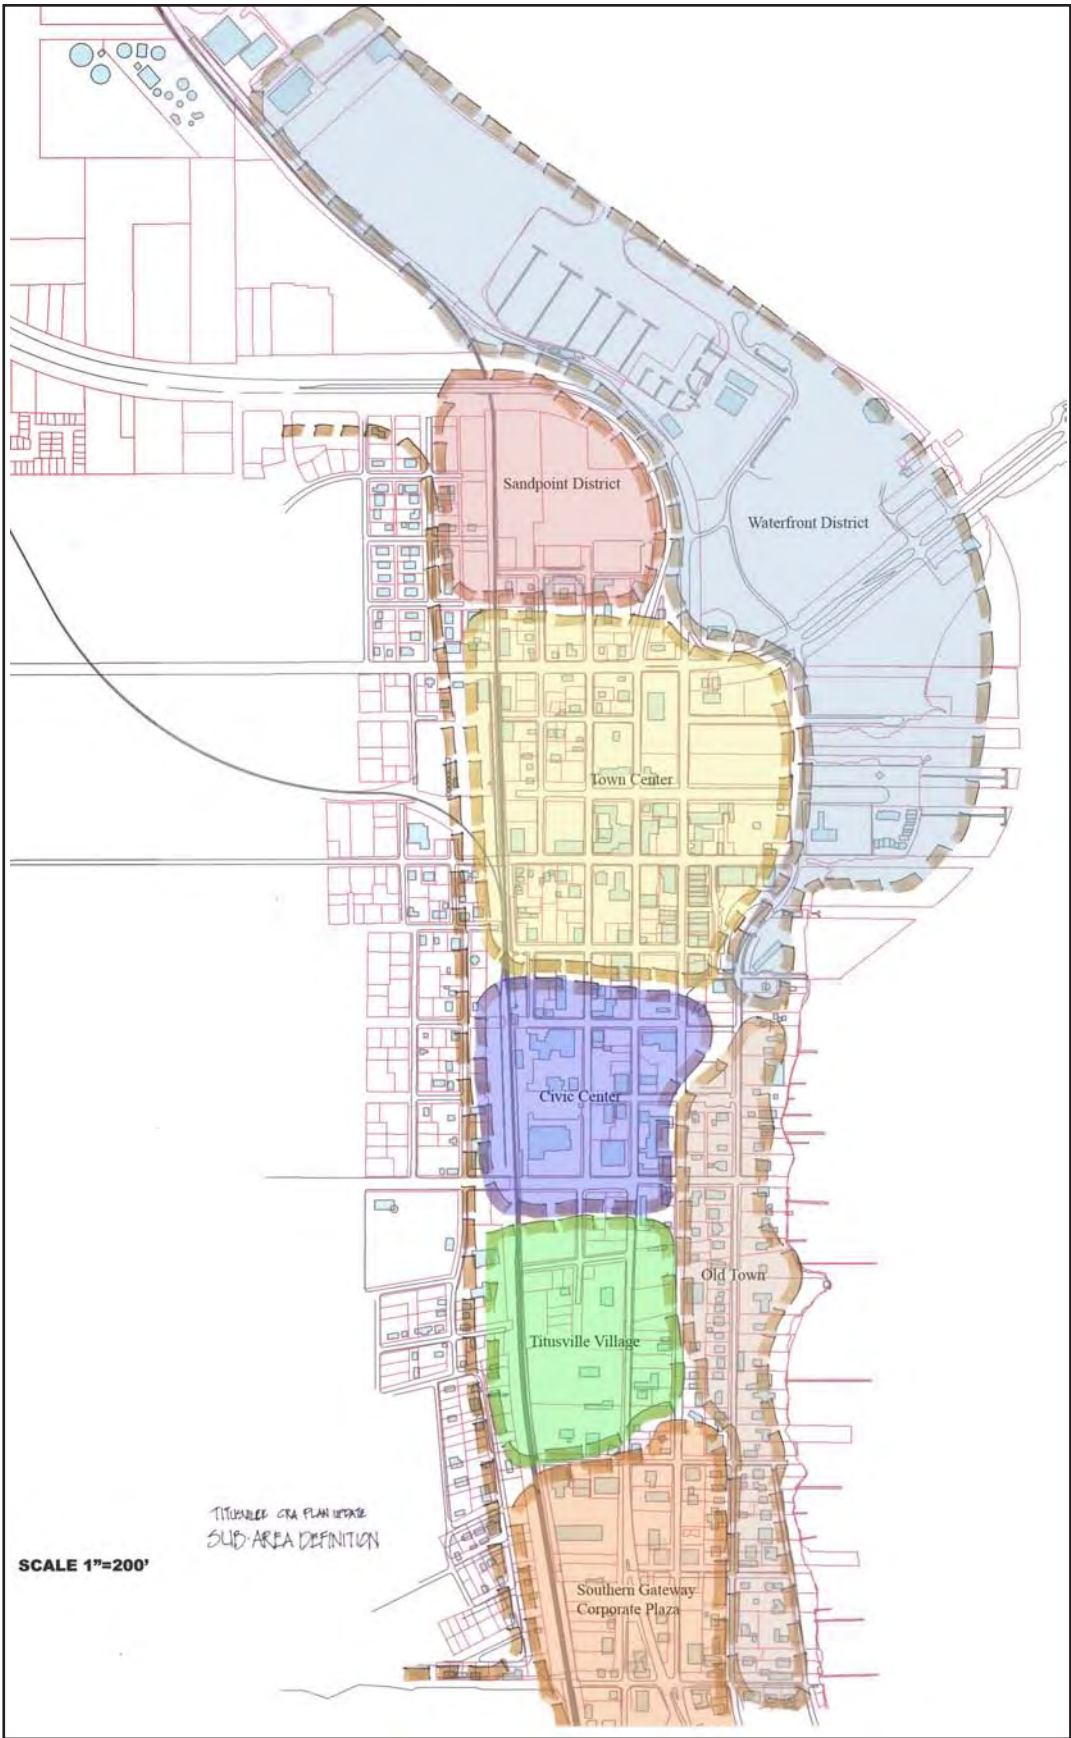 Sandpoint District
Waterfront District
Town Center
Civic Center
Old Town
Titusville Village
TITUSVILLE CRA PLAN UPDATE
SUB-AREA DEFINITION
SCALE 1"=200'
Southern Gateway
Corporate Plaza